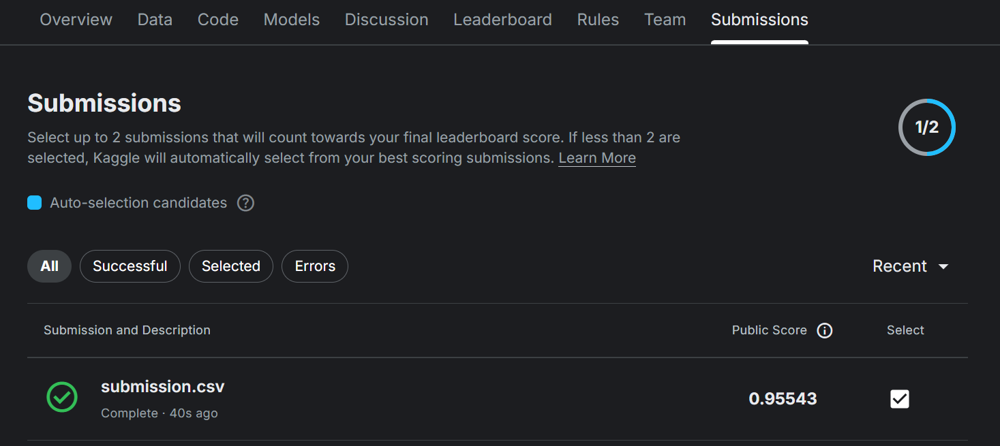 Overview Data Code Models Discussion Leaderboard Rules Team Submissions
Submissions
1/2
Select up to 2 submissions that will count towards your final leaderboard score. If less than 2 are
selected, Kaggle will automatically select from your best scoring submissions. Learn More
Auto-selection candidates ?
All Successful Selected Errors Recent
Submission and Description Public Score Select
submission.csv
0.95543
Complete · 40s ago